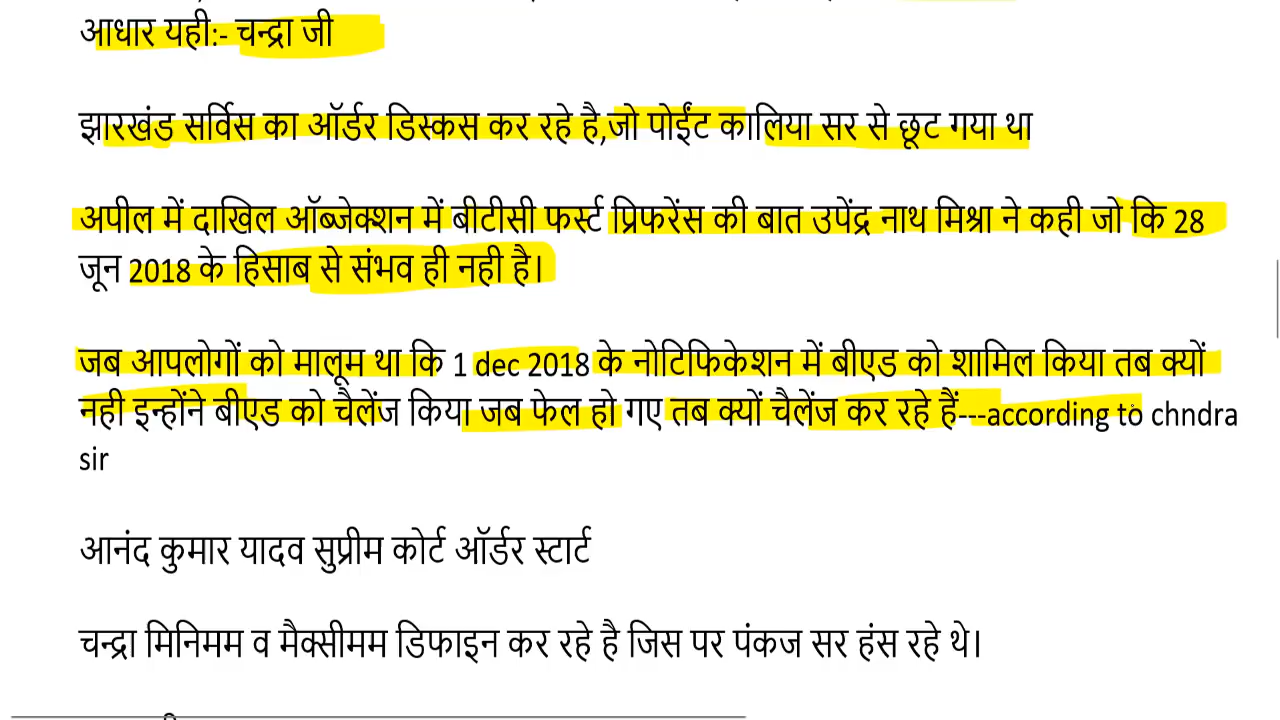 आधार यही:- चन्द्रा जी
झारखंड सर्विस का ऑर्डर डिस्कस कर रहे है,जो पोईंट कालिया सर से छूट गया था
अपील में दाखिल ऑब्जेक्शन में बीटीसी फर्स्ट प्रिफरेंस की बात उपेंद्र नाथ मिश्रा ने कही जो कि 28
जून 2018 के हिसाब से संभव ही नही है।
जब आपलोगों को मालूम था कि 1 dec 2018 के नोटिफिकेशन में बीएड को शामिल किया तब क्यों
नही इन्होंने बीएड को चैलेंज किया जब फेल हो गए तब क्यों चैलेंज कर रहे हैं---according to chndra
sir
आनंद कुमार यादव सुप्रीम कोर्ट ऑर्डर स्टार्ट
चन्द्रा मिनिमम व मैक्सीमम डिफाइन कर रहे है जिस पर पंकज सर हंस रहे थे।